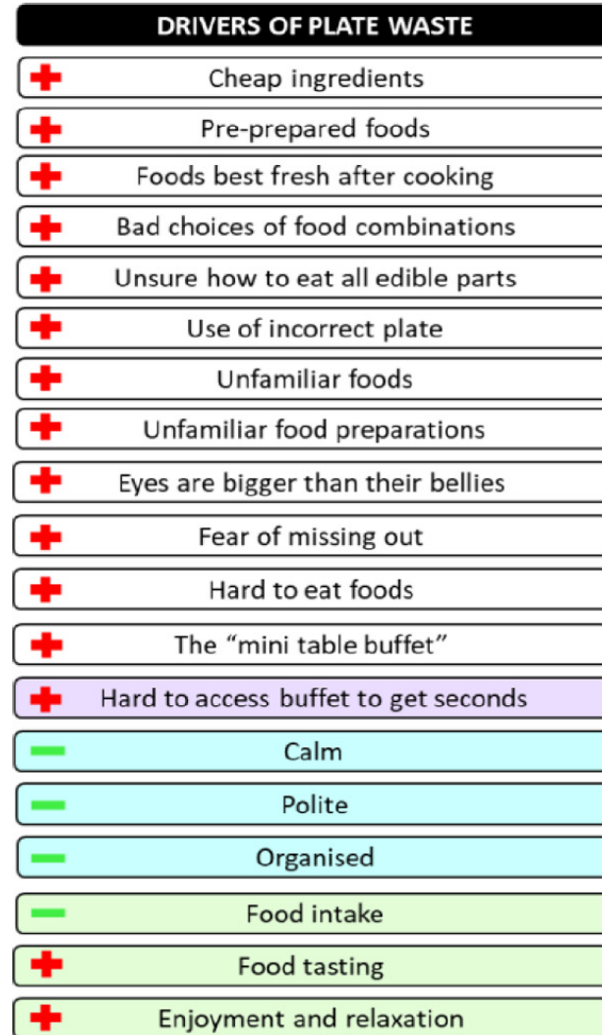 DRIVERS OF PLATE WASTE
+ Cheap ingredients
+ Pre-prepared foods
+ Foods best fresh after cooking
+ Bad choices of food combinations
+ Unsure how to eat all edible parts
+ Use of incorrect plate
+ Unfamiliar foods
+ Unfamiliar food preparations
+ Eyes are bigger than their bellies
+ Fear of missing out
+ Hard to eat foods
+ The “mini table buffet”
+ Hard to access buffet to get seconds
− Calm
− Polite
− Organised
− Food intake
+ Food tasting
+ Enjoyment and relaxation